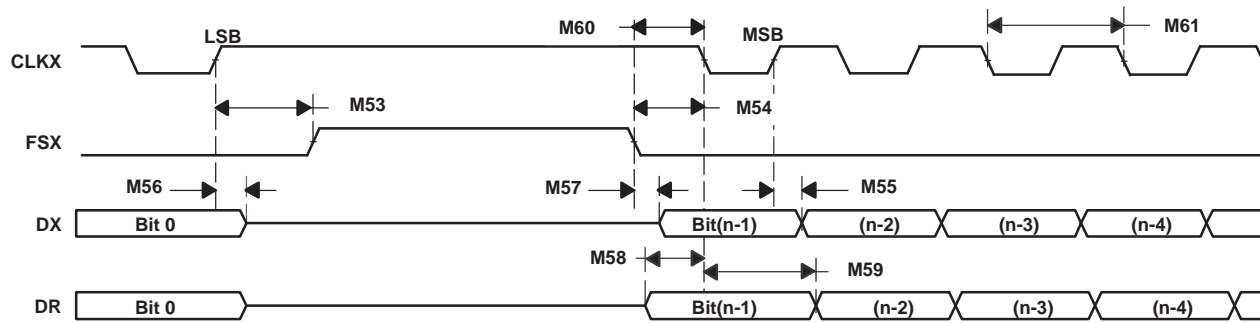 LSB
M60
MSB
M61
CLKX
M53
M54
FSX
M56
M57
M55
DX
Bit 0
Bit(n-1)
(n-2)
(n-3)
(n-4)
M58
M59
DR
Bit 0
Bit(n-1)
(n-2)
(n-3)
(n-4)